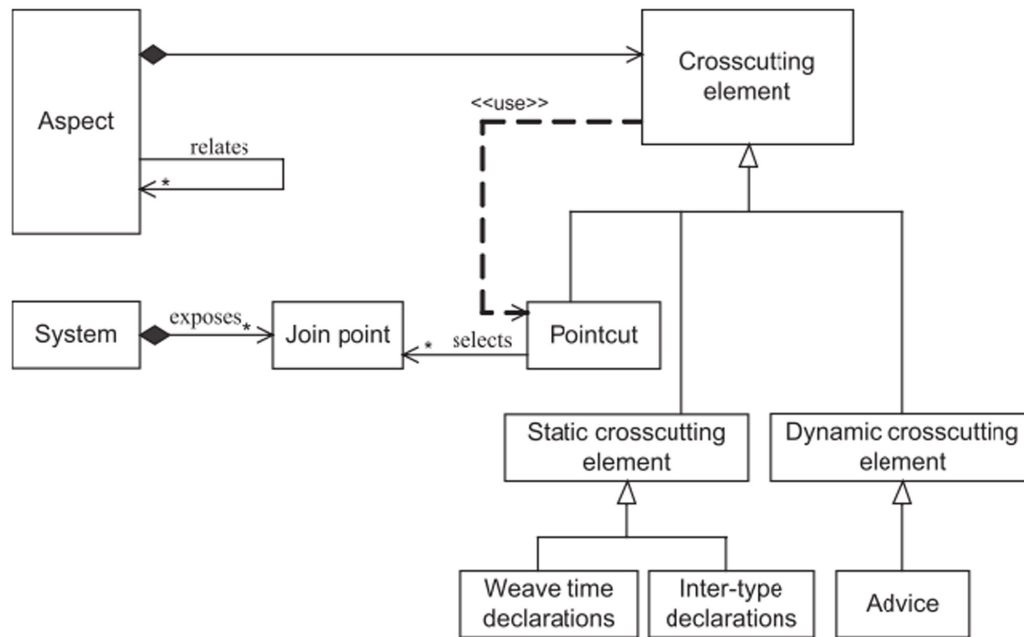 Aspect
relates
*
Crosscutting
element
<<use>>
System
exposes
*
Join point
*
selects
Pointcut
Static crosscutting
element
Dynamic crosscutting
element
Weave time
declarations
Inter-type
declarations
Advice